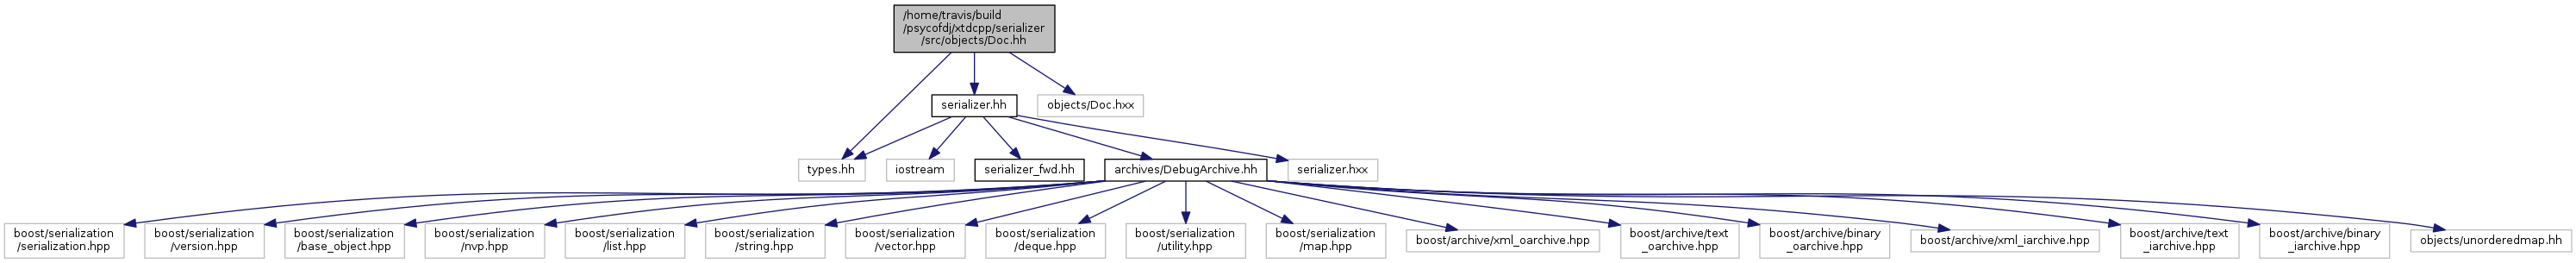 /home/travis/build
/psycofdj/xtdcpp/serializer
/src/objects/Doc.hh
serializer.hh
objects/Doc.hxx
types.hh
iostream
serializer_fwd.hh
archives/DebugArchive.hh
serializer.hxx
boost/serialization
/serialization.hpp
boost/serialization
/version.hpp
boost/serialization
/base_object.hpp
boost/serialization
/nvp.hpp
boost/serialization
/list.hpp
boost/serialization
/string.hpp
boost/serialization
/vector.hpp
boost/serialization
/deque.hpp
boost/serialization
/utility.hpp
boost/serialization
/map.hpp
boost/archive/xml_oarchive.hpp
boost/archive/text
_oarchive.hpp
boost/archive/binary
_oarchive.hpp
boost/archive/xml_iarchive.hpp
boost/archive/text
_iarchive.hpp
boost/archive/binary
_iarchive.hpp
objects/unorderedmap.hh